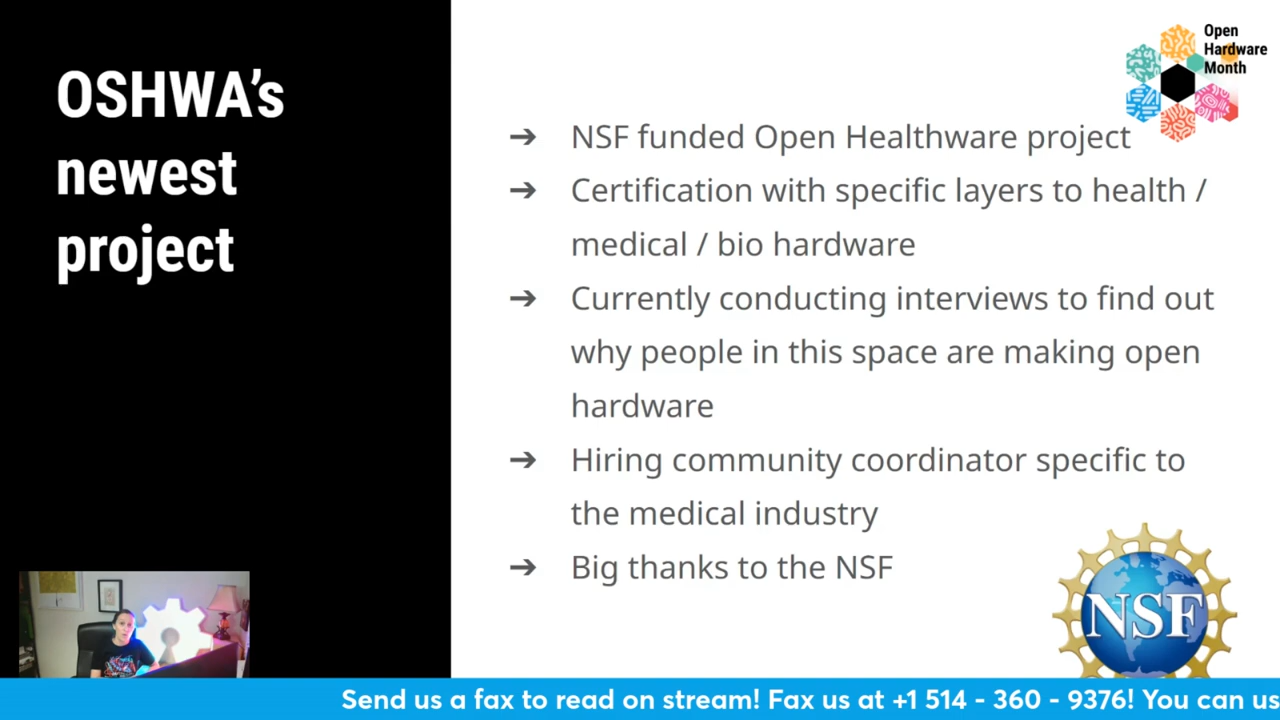 OSHWA’s
newest
project
Open
Hardware
Month
➔ NSF funded Open Healthware project
➔ Certification with specific layers to health /
medical / bio hardware
➔ Currently conducting interviews to find out
why people in this space are making open
hardware
➔ Hiring community coordinator specific to
the medical industry
➔ Big thanks to the NSF
NSF
Send us a fax to read on stream! Fax us at +1 514 - 360 - 9376! You can us